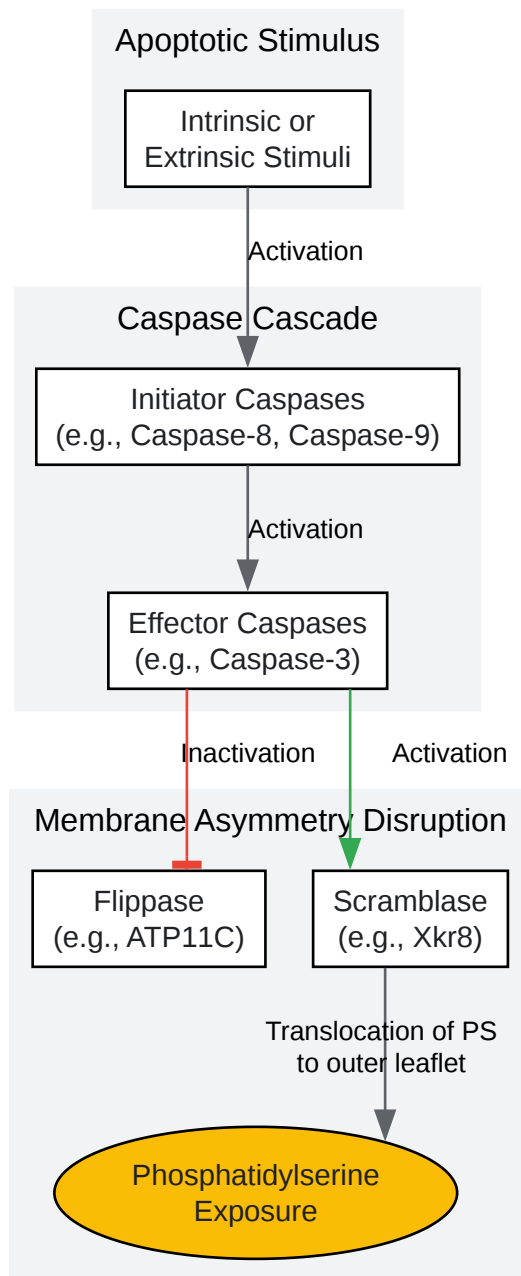 Apoptotic Stimulus
Intrinsic or
Extrinsic Stimuli
Activation
Caspase Cascade
Initiator Caspases
(e.g., Caspase-8, Caspase-9)
Activation
Effector Caspases
(e.g., Caspase-3)
Inactivation
Activation
Membrane Asymmetry Disruption
Flippase
(e.g., ATP11C)
Scramblase
(e.g., Xkr8)
Translocation of PS
to outer leaflet
Phosphatidylserine
Exposure